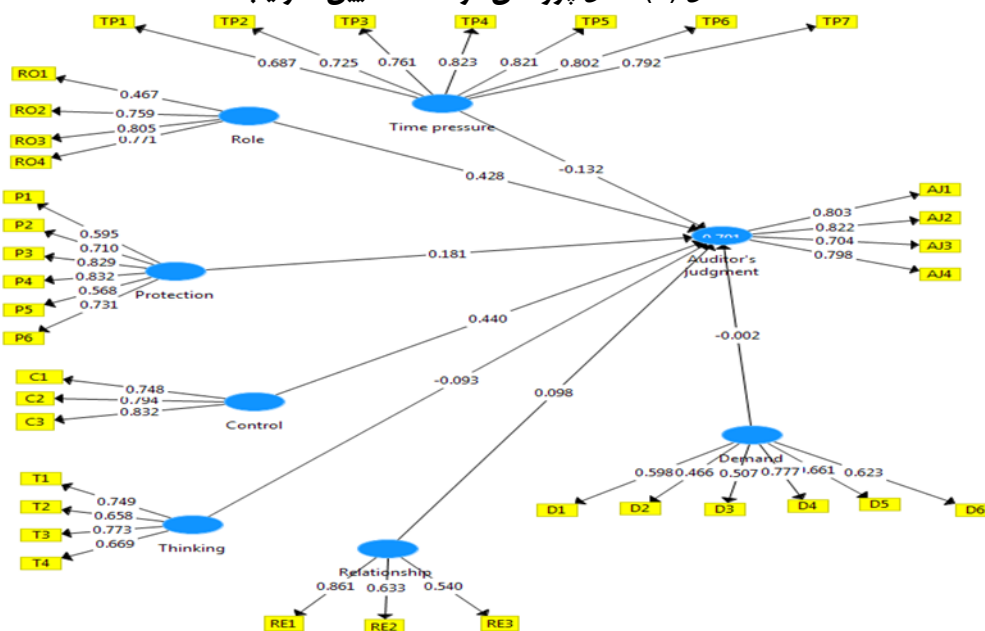 TP1 TP2 TP3 TP4 TP5 TP6 TP7
0.687 0.725 0.761 0.823 0.821 0.802 0.792
Time pressure
-0.132
RO1
RO2
RO3
RO4
0.467
0.759
0.805
0.771
Role
0.428
P1
P2
P3
P4
P5
P6
0.595
0.710
0.829
0.832
0.568
0.731
Protection
0.181
Auditor's
judgment
0.803
0.822
0.704
0.798
AJ1
AJ2
AJ3
AJ4
C1
C2
C3
0.748
0.794
0.832
Control
0.440
T1
T2
T3
T4
0.749
0.658
0.773
0.669
Thinking
-0.093
Relationship
0.098
0.861 0.633 0.540
RE1 RE2 RE3
-0.002
Demand
0.598 0.466 0.507 0.777 0.661 0.623
D1 D2 D3 D4 D5 D6